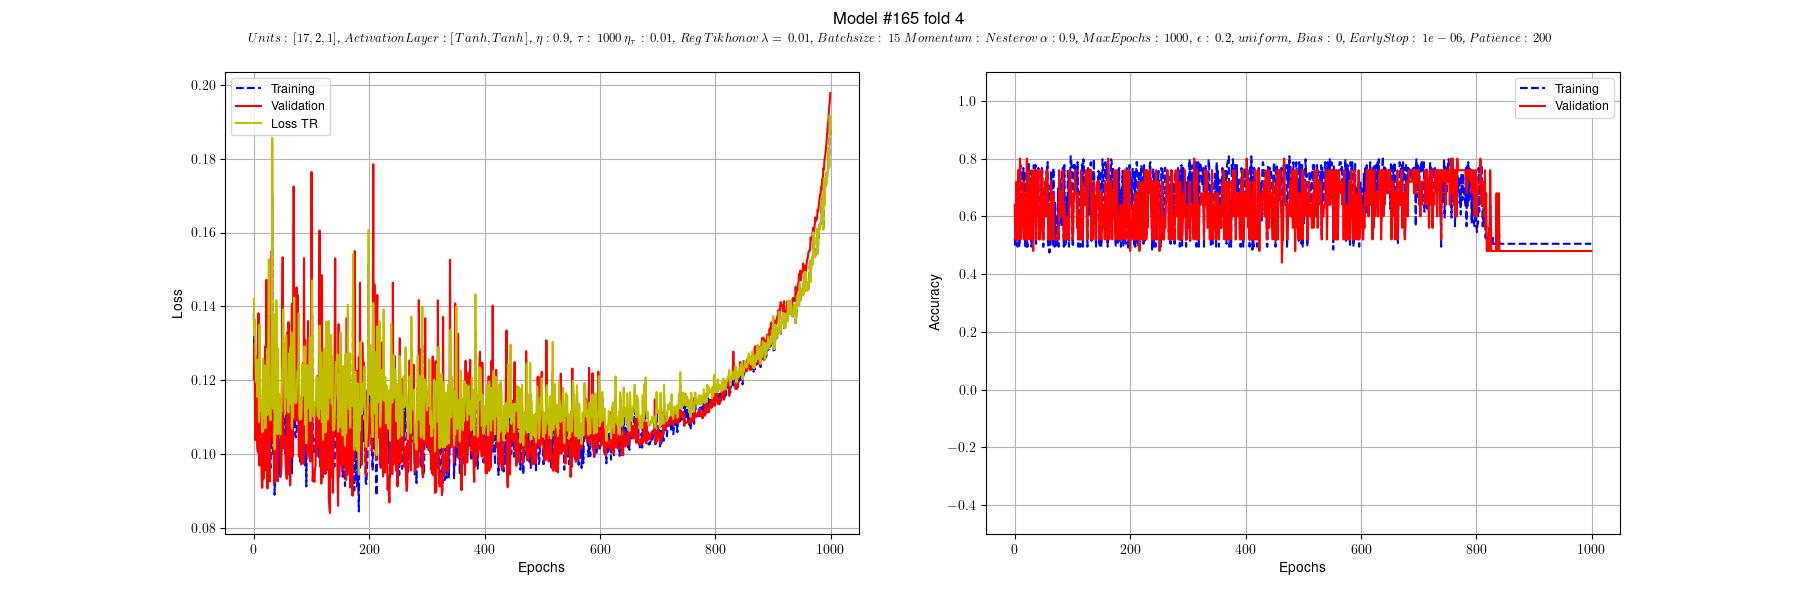 Model #165 fold 4
Units : [17, 2, 1], ActivationLayer : [Tanh, Tanh], η : 0.9, τ : 1000 ητ : 0.01, Reg Tikhonov λ = 0.01, Batchsize : 15 Momentum : Nesterov α : 0.9, MaxEpochs : 1000, ϵ : 0.2, uniform, Bias : 0, EarlyStop : 1e − 06, Patience : 200
Training
Validation
Loss TR
0.20
0.18
0.16
0.14
0.12
0.10
0.08
Loss
0 200 400 600 800 1000
Epochs
Training
Validation
1.0
0.8
0.6
0.4
0.2
0.0
−0.2
−0.4
Accuracy
0 200 400 600 800 1000
Epochs